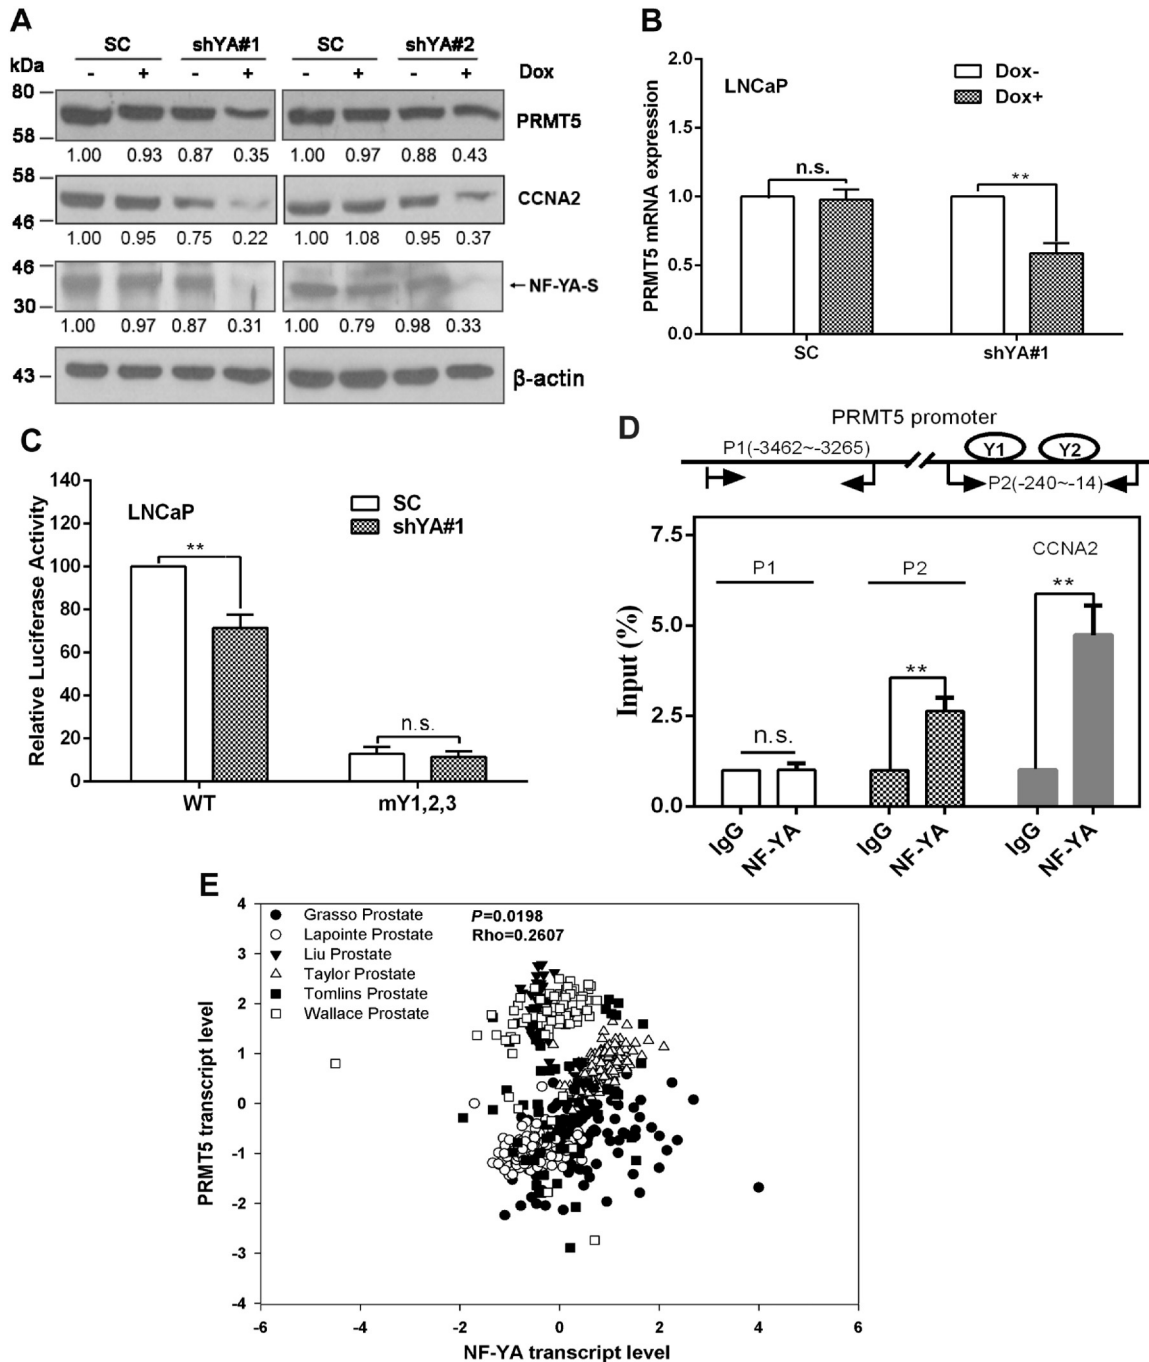 A
SC shYA#1 SC shYA#2
kDa - + - + - + - + Dox
80
58
PRMT5
1.00 0.93 0.87 0.35 1.00 0.97 0.88 0.43
58
46
CCNA2
1.00 0.95 0.75 0.22 1.00 1.08 0.95 0.37
46
30
←NF-YA-S
1.00 0.97 0.87 0.31 1.00 0.79 0.98 0.33
43
β-actin
B
PRMT5 mRNA expression
2.0
1.5
1.0
0.5
0.0
LNCaP
Dox-
Dox+
n.s.
**
SC shYA#1
C
Relative Luciferase Activity
140
120
100
80
60
40
20
0
LNCaP
SC
shYA#1
**
n.s.
WT mY1,2,3
D
PRMT5 promoter
P1(-3462~-3265)
Y1 Y2
P2(-240~-14)
Input (%)
7.5
5.0
2.5
0.0
P1 P2 CCNA2
n.s.
**
**
IgG NF-YA IgG NF-YA IgG NF-YA
E
PRMT5 transcript level
4
3
2
1
0
-1
-2
-3
-4
Grasso Prostate
Lapointe Prostate
Liu Prostate
Taylor Prostate
Tomlins Prostate
Wallace Prostate
P=0.0198
Rho=0.2607
-6 -4 -2 0 2 4 6
NF-YA transcript level